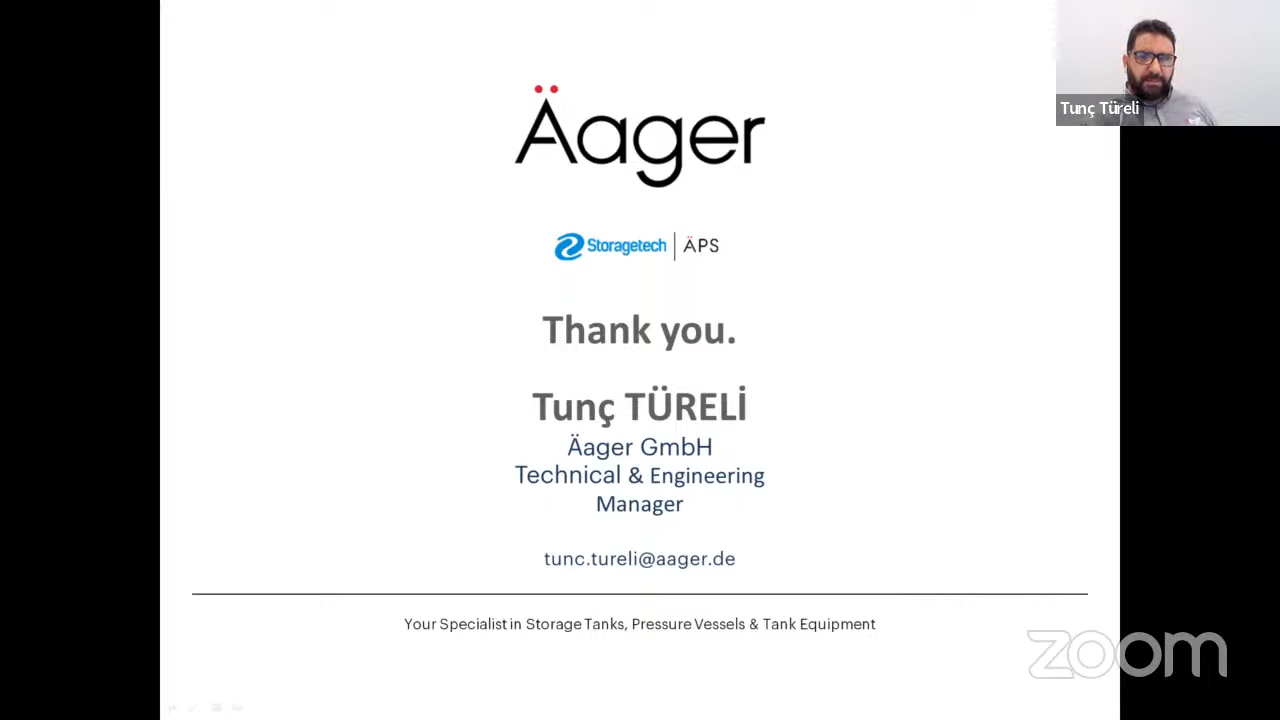 Äager
Storagetech | ÄPS
Thank you.
Tunç TÜRELİ
Äager GmbH
Technical & Engineering
Manager
tunc.tureli@aager.de
Your Specialist in Storage Tanks, Pressure Vessels & Tank Equipment
Tunç Türeli
zoom